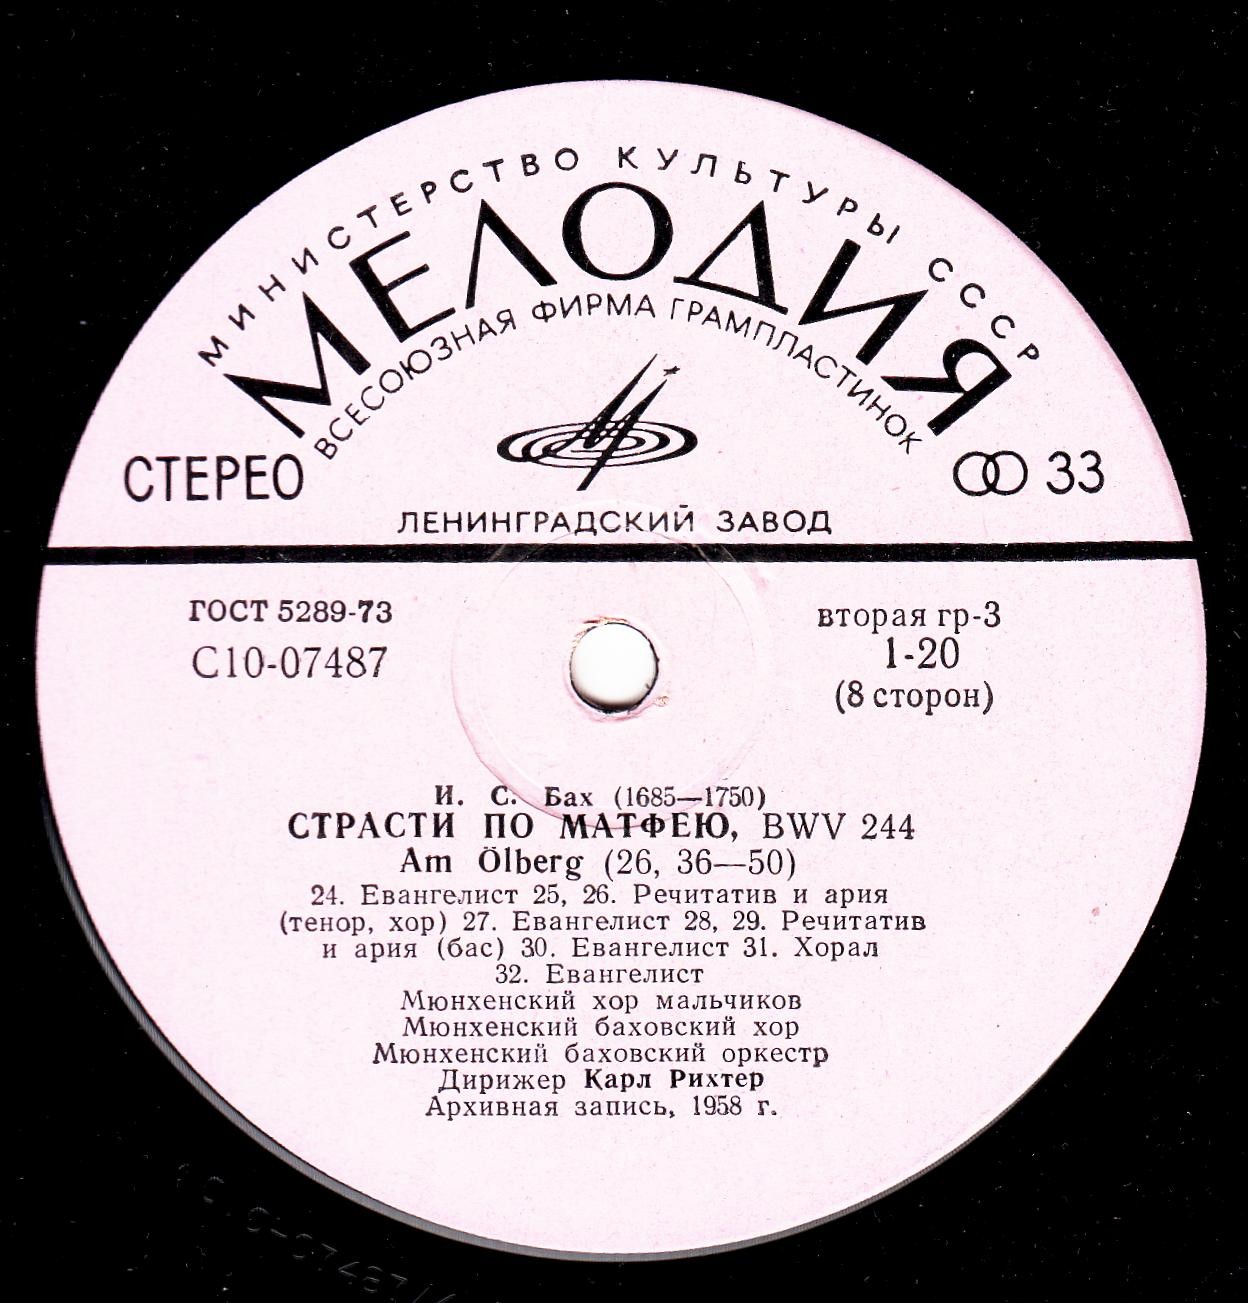 МИНИСТЕРСТВО КУЛЬТУРЫ СССР
МЕЛОДИЯ
ВСЕСОЮЗНАЯ ФИРМА ГРАМПЛАСТИНОК
СТЕРЕО
33
ЛЕНИНГРАДСКИЙ ЗАВОД
ГОСТ 5289-73
С10-07487
вторая гр-3
1-20
(8 сторон)
И. С. Бах (1685—1750)
СТРАСТИ ПО МАТФЕЮ, BWV 244
Am Ölberg (26, 36—50)
24. Евангелист 25, 26. Речитатив и ария
(тенор, хор) 27. Евангелист 28, 29. Речитатив
и ария (бас) 30. Евангелист 31. Хорал
32. Евангелист
Мюнхенский хор мальчиков
Мюнхенский баховский хор
Мюнхенский баховский оркестр
Дирижер Карл Рихтер
Архивная запись, 1958 г.